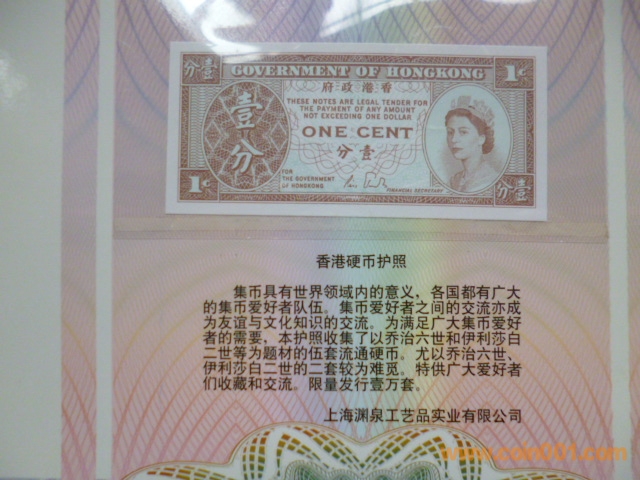 分壹 GOVERNMENT OF HONGKONG 1¢
府政港香
THESE NOTES ARE LEGAL TENDER FOR
THE PAYMENT OF ANY AMOUNT
NOT EXCEEDING ONE DOLLAR
壹分
ONE CENT
分壹
FOR
THE GOVERNMENT
OF HONGKONG
FINANCIAL SECRETARY
1¢
分壹
香港硬币护照
集币具有世界领域内的意义，各国都有广大
的集币爱好者队伍。集币爱好者之间的交流亦成
为友谊与文化知识的交流。为满足广大集币爱好
者的需要，本护照收集了以乔治六世和伊利莎白
二世等为题材的伍套流通硬币。尤以乔治六世、
伊利莎白二世的二套较为难觅。特供广大爱好者
们收藏和交流。限量发行壹万套。
上海渊泉工艺品实业有限公司
www.coin001.com